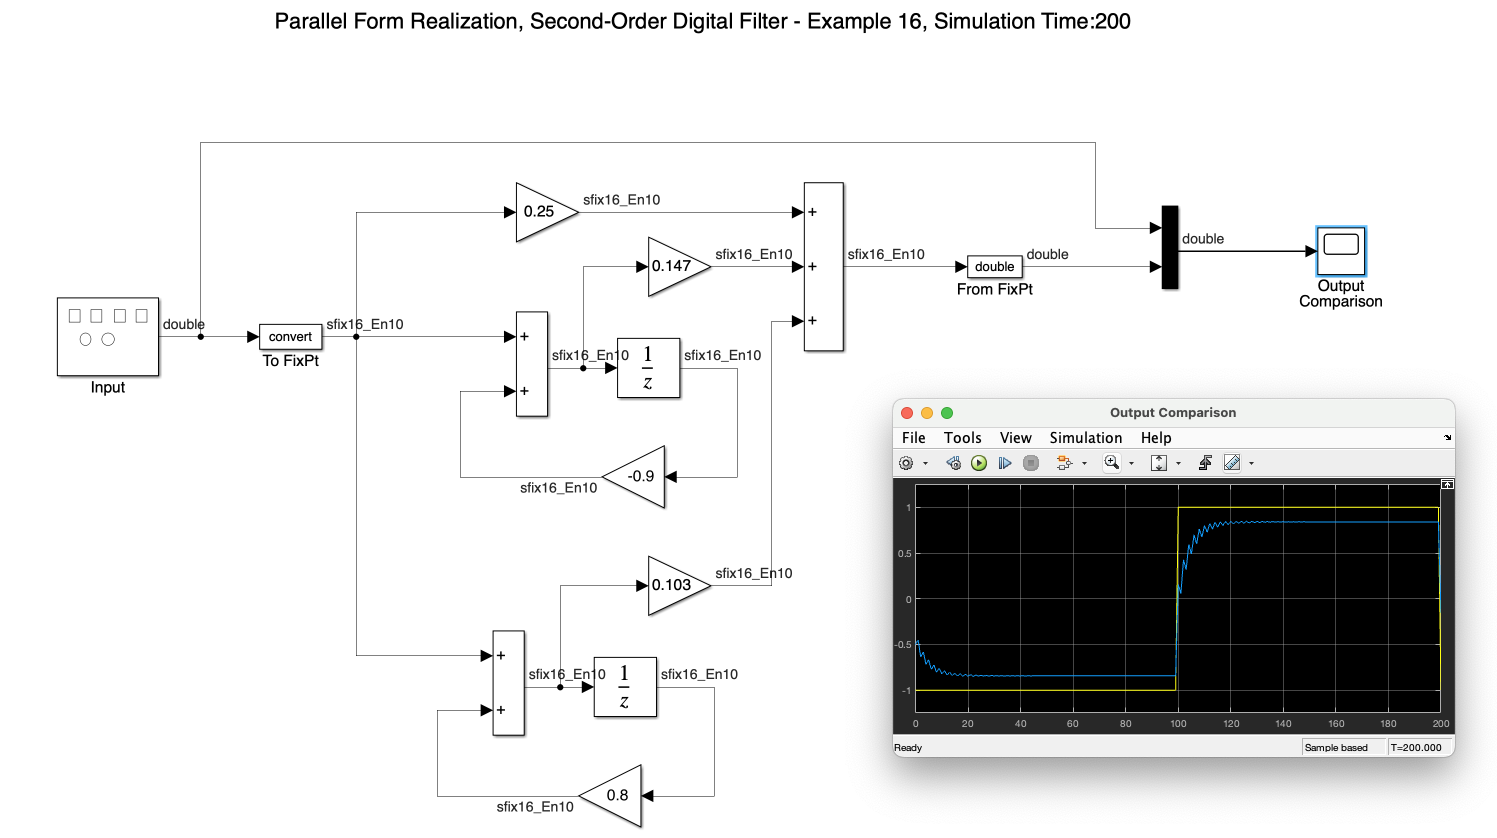 Parallel Form Realization, Second-Order Digital Filter - Example 16, Simulation Time:200
0.25
sfix16_En10
+
0.147
sfix16_En10
+
sfix16_En10
double
double
From FixPt
double
Output
Comparison
double
convert
To FixPt
sfix16_En10
Input
+
+
sfix16_En10
1
z
sfix16_En10
+
-0.9
sfix16_En10
0.103
sfix16_En10
+
+
sfix16_En10
1
z
sfix16_En10
0.8
sfix16_En10
Output Comparison
File Tools View Simulation Help
1
0.5
0
-0.5
-1
0 20 40 60 80 100 120 140 160 180 200
Ready Sample based T=200.000